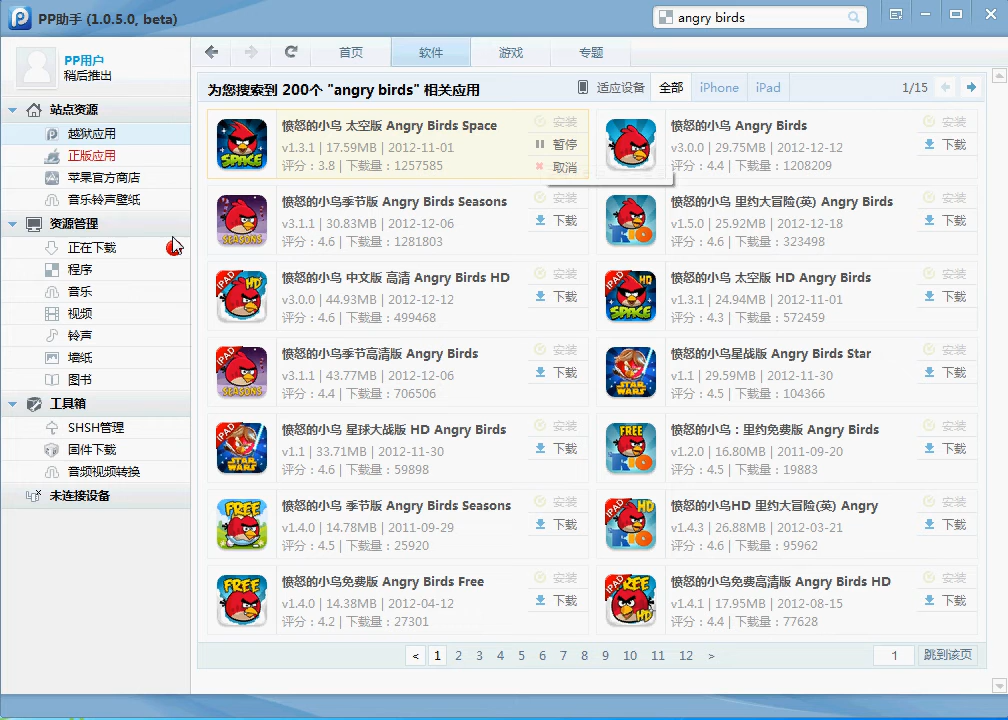 PP助手 (1.0.5.0, beta)
angry birds
PP用户
稍后推出
首页
软件
游戏
专题
站点资源
越狱应用
正版应用
苹果官方商店
音乐铃声壁纸
资源管理
正在下载
程序
音乐
视频
铃声
墙纸
图书
工具箱
SHSH管理
固件下载
音频视频转换
未连接设备
为您搜索到 200个 "angry birds" 相关应用
适应设备 全部 iPhone iPad 1/15
愤怒的小鸟 太空版 Angry Birds Space
v1.3.1 | 17.59MB | 2012-11-01
评分：3.8 | 下载量：1257585
安装
暂停
取消
愤怒的小鸟 Angry Birds
v3.0.0 | 29.75MB | 2012-12-12
评分：4.4 | 下载量：1208209
安装
下载
愤怒的小鸟季节版 Angry Birds Seasons
v3.1.1 | 30.83MB | 2012-12-06
评分：4.6 | 下载量：1281803
安装
下载
愤怒的小鸟 里约大冒险(英) Angry Birds
v1.5.0 | 25.92MB | 2012-12-18
评分：4.6 | 下载量：323498
安装
下载
愤怒的小鸟 中文版 高清 Angry Birds HD
v3.0.0 | 44.93MB | 2012-12-12
评分：4.6 | 下载量：499468
安装
下载
愤怒的小鸟 太空版 HD Angry Birds
v1.3.1 | 24.94MB | 2012-11-01
评分：4.3 | 下载量：572459
安装
下载
愤怒的小鸟季节高清版 Angry Birds
v3.1.1 | 43.77MB | 2012-12-06
评分：4.4 | 下载量：706506
安装
下载
愤怒的小鸟星战版 Angry Birds Star
v1.1 | 29.59MB | 2012-11-30
评分：4.5 | 下载量：104366
安装
下载
愤怒的小鸟 星球大战版 HD Angry Birds
v1.1 | 33.71MB | 2012-11-30
评分：4.6 | 下载量：59898
安装
下载
愤怒的小鸟：里约免费版 Angry Birds
v1.2.0 | 16.80MB | 2011-09-20
评分：4.5 | 下载量：19883
安装
下载
愤怒的小鸟 季节版 Angry Birds Seasons
v1.4.0 | 14.78MB | 2011-09-29
评分：4.5 | 下载量：25920
安装
下载
愤怒的小鸟HD 里约大冒险(英) Angry
v1.4.3 | 26.88MB | 2012-03-21
评分：4.6 | 下载量：95962
安装
下载
愤怒的小鸟免费版 Angry Birds Free
v1.4.0 | 14.38MB | 2012-04-12
评分：4.2 | 下载量：27301
安装
下载
愤怒的小鸟免费高清版 Angry Birds HD
v1.4.1 | 17.95MB | 2012-08-15
评分：4.4 | 下载量：77628
安装
下载
< 1 2 3 4 5 6 7 8 9 10 11 12 >
1 跳到该页